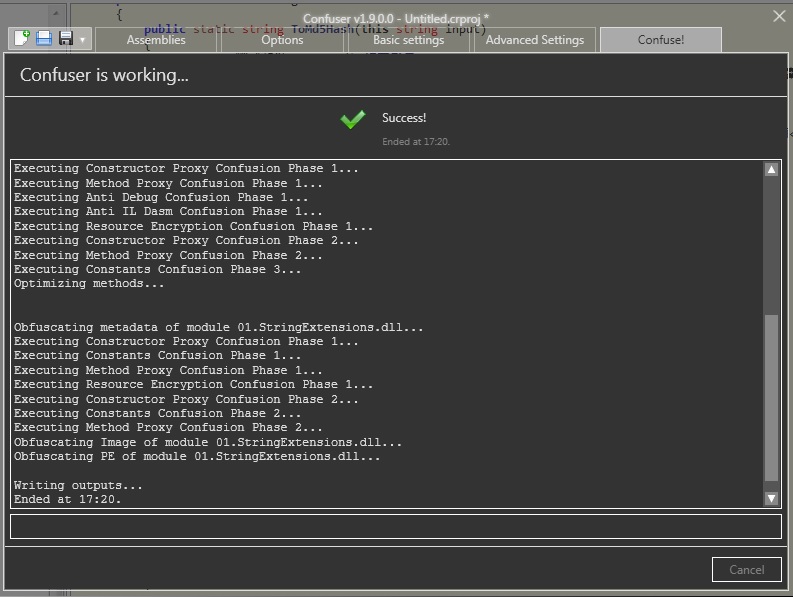 {
Confuser v1.9.0.0 - Untitled.crproj *
public static string ToMd5Hash(this string input)
Assemblies
Options
Basic settings
Advanced Settings
Confuse!
Confuser is working...
Success!
Ended at 17:20.
Executing Constructor Proxy Confusion Phase 1...
Executing Method Proxy Confusion Phase 1...
Executing Anti Debug Confusion Phase 1...
Executing Anti IL Dasm Confusion Phase 1...
Executing Resource Encryption Confusion Phase 1...
Executing Constructor Proxy Confusion Phase 2...
Executing Method Proxy Confusion Phase 2...
Executing Constants Confusion Phase 3...
Optimizing methods...
Obfuscating metadata of module 01.StringExtensions.dll...
Executing Constructor Proxy Confusion Phase 1...
Executing Constants Confusion Phase 1...
Executing Method Proxy Confusion Phase 1...
Executing Resource Encryption Confusion Phase 1...
Executing Constructor Proxy Confusion Phase 2...
Executing Constants Confusion Phase 2...
Executing Method Proxy Confusion Phase 2...
Obfuscating Image of module 01.StringExtensions.dll...
Obfuscating PE of module 01.StringExtensions.dll...
Writing outputs...
Ended at 17:20.
Cancel